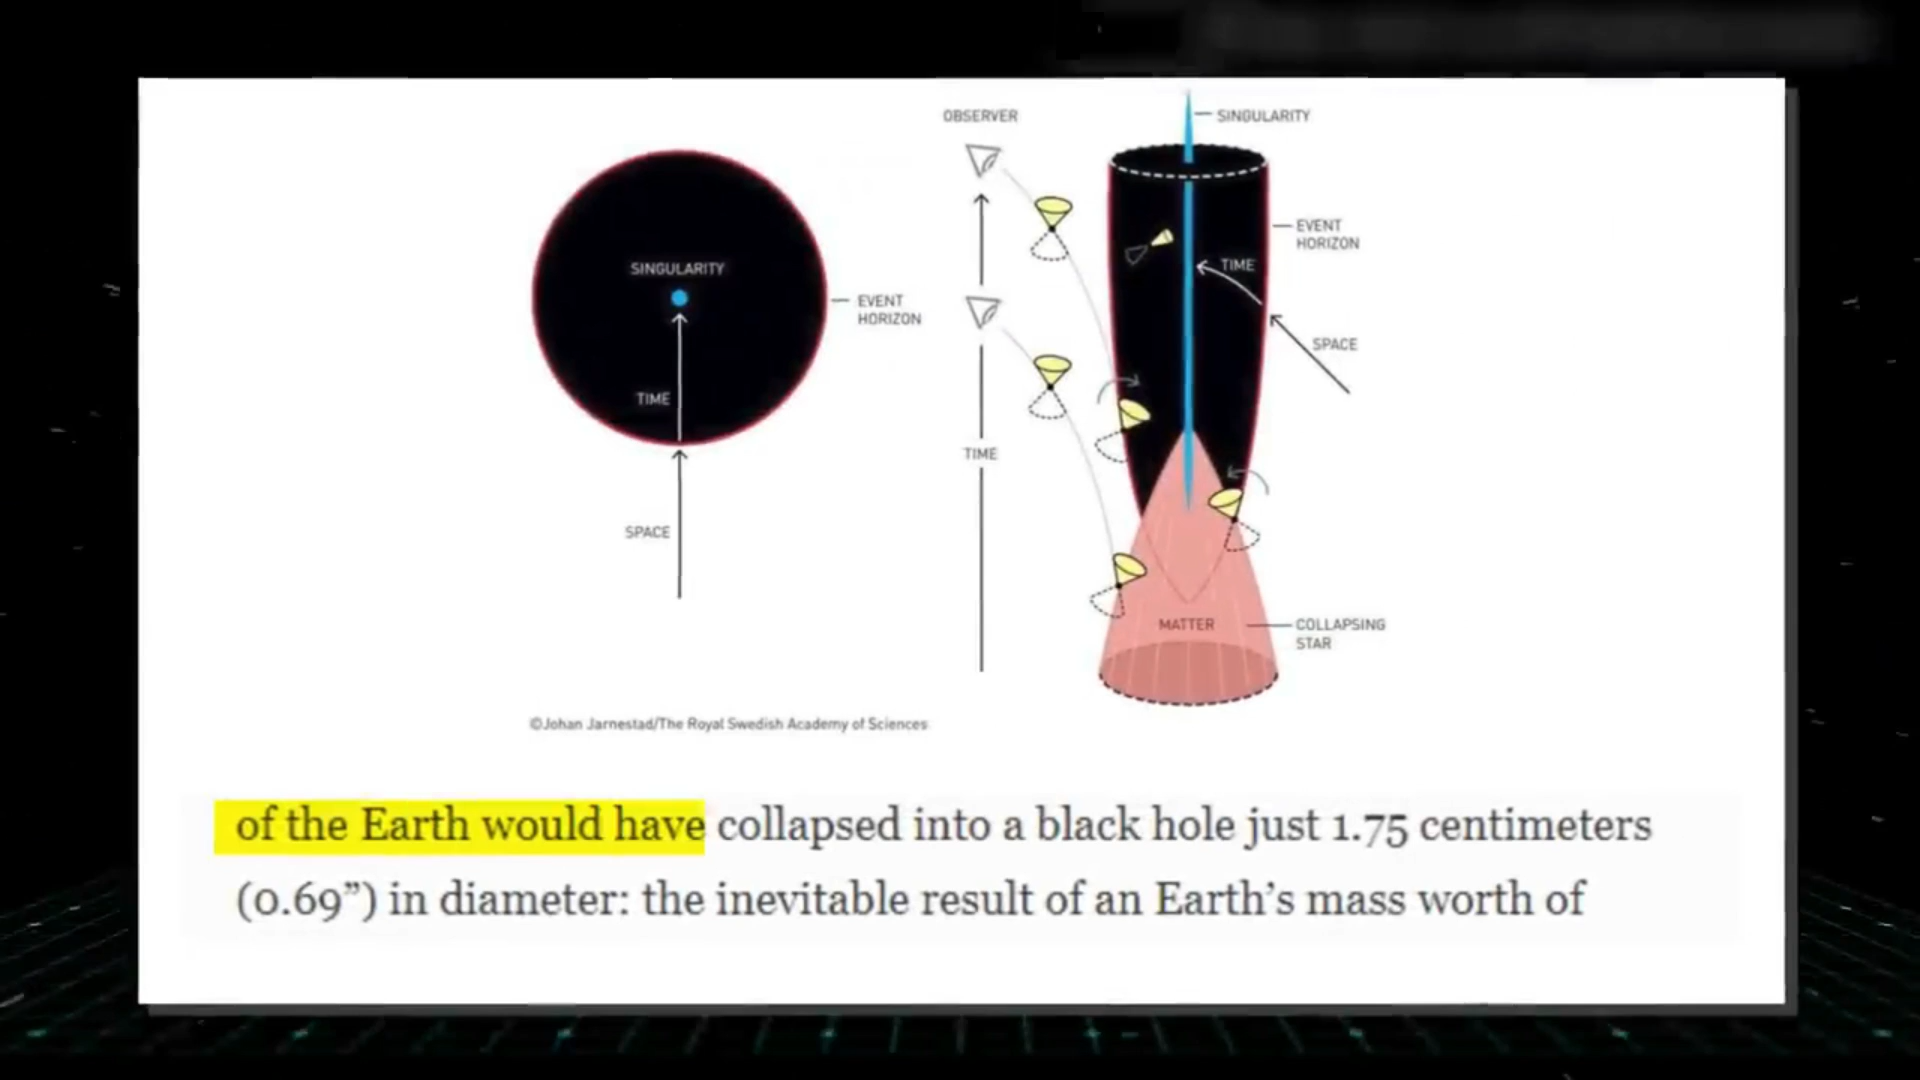 SINGULARITY
EVENT
HORIZON
TIME
SPACE
OBSERVER
TIME
SINGULARITY
EVENT
HORIZON
TIME
SPACE
MATTER
COLLAPSING
STAR
©Johan Jarnestad/The Royal Swedish Academy of Sciences
of the Earth would have collapsed into a black hole just 1.75 centimeters
(0.69”) in diameter: the inevitable result of an Earth’s mass worth of